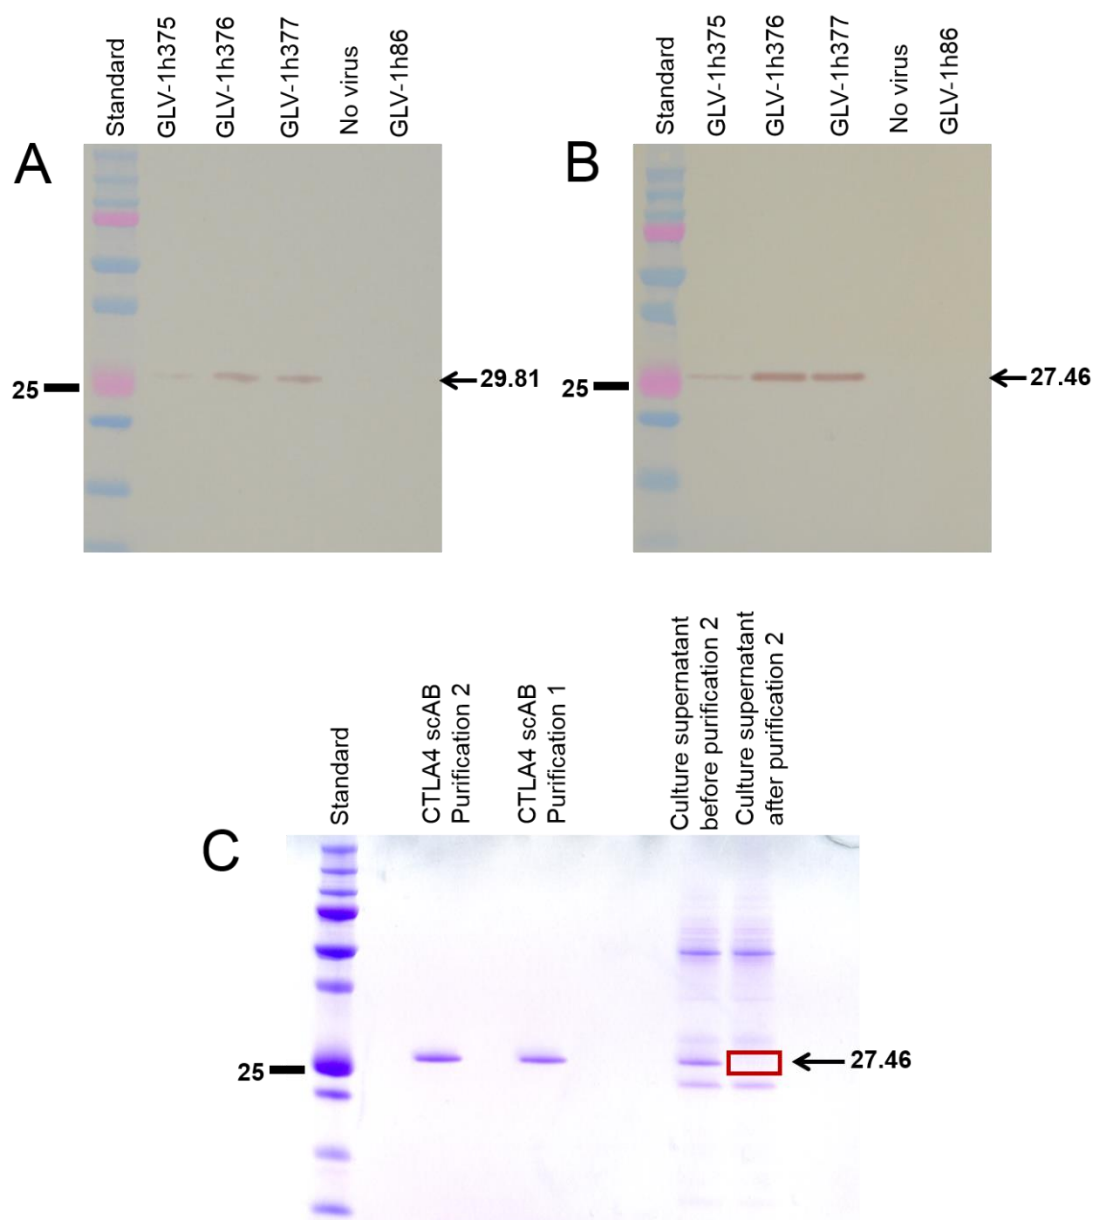 A
Standard
GLV-1h375
GLV-1h376
GLV-1h377
No virus
GLV-1h86
25
29.81
B
Standard
GLV-1h375
GLV-1h376
GLV-1h377
No virus
GLV-1h86
25
27.46
C
Standard
CTLA4 scAB
Purification 2
CTLA4 scAB
Purification 1
Culture supernatant
before purification 2
Culture supernatant
after purification 2
25
27.46